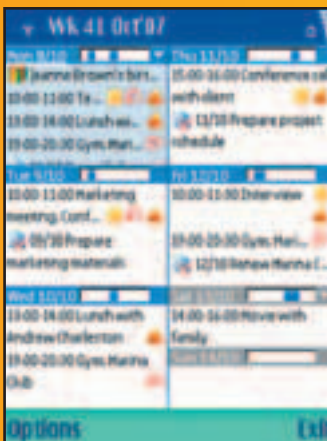 Wk 41 Oct'07
Mon 8/10
Joanna Brown's birt...
10:00-11:00 Te...
13:00-14:00 Lunch wi...
19:00-20:30 Gym, Mari...
Tue 9/10
10:00-11:00 Marketing
meeting, Conf...
09/10 Prepare
marketing materials
Wed 10/10
13:00-14:00 Lunch with
Andrew Charleston
19:00-20:30 Gym, Marina
Club
Thu 11/10
15:00-16:00 Conference call
with client
11/10 Prepare project
schedule
Fri 12/10
10:00-11:30 Interview
19:00-20:30 Gym, Mari...
12/10 Renew Marina C...
14:00-16:00 Movie with
family
Options
Exit